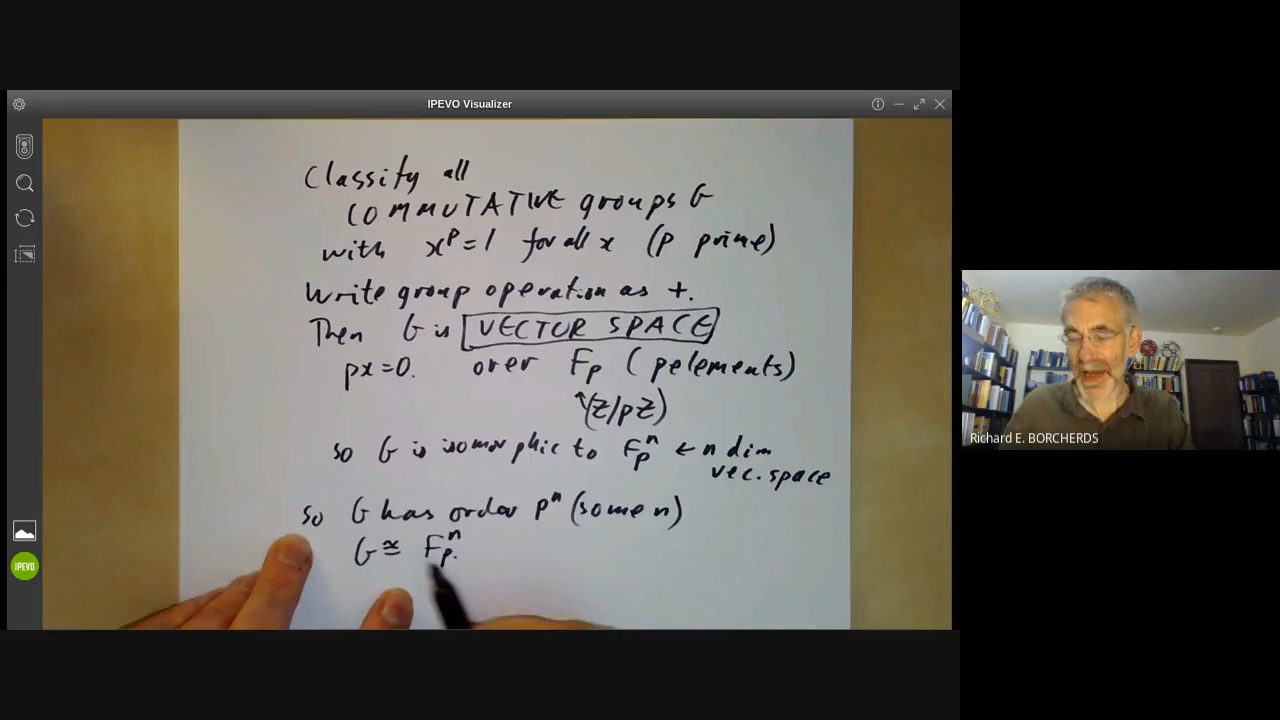 IPEVO Visualizer
Classify all
COMMUTATIVE groups G
with x^p = 1 for all x (p prime)
Write group operation as +.
Then G is VECTOR SPACE
px = 0. over F_p (p elements)
(Z/pZ)
so G is isomorphic to F_p^n ← n dim
vec. space
so G has order p^n (some n)
G ≅ F_p^n.
Richard E. BORCHERDS
IPEVO